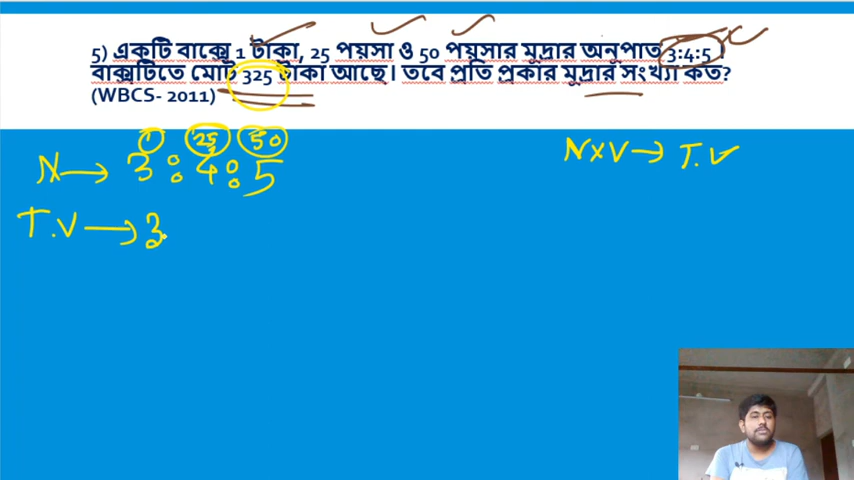 5) একটি বাক্সে 1 টাকা, 25 পয়সা ও 50 পয়সার মুদ্রার অনুপাত 3:4:5।
বাক্সটিতে মোট 325 টাকা আছে। তবে প্রতি প্রকার মুদ্রার সংখ্যা কত?
(WBCS- 2011)
1 25 50
N → 3 : 4 : 5
N×V → T.V
T.V → 3